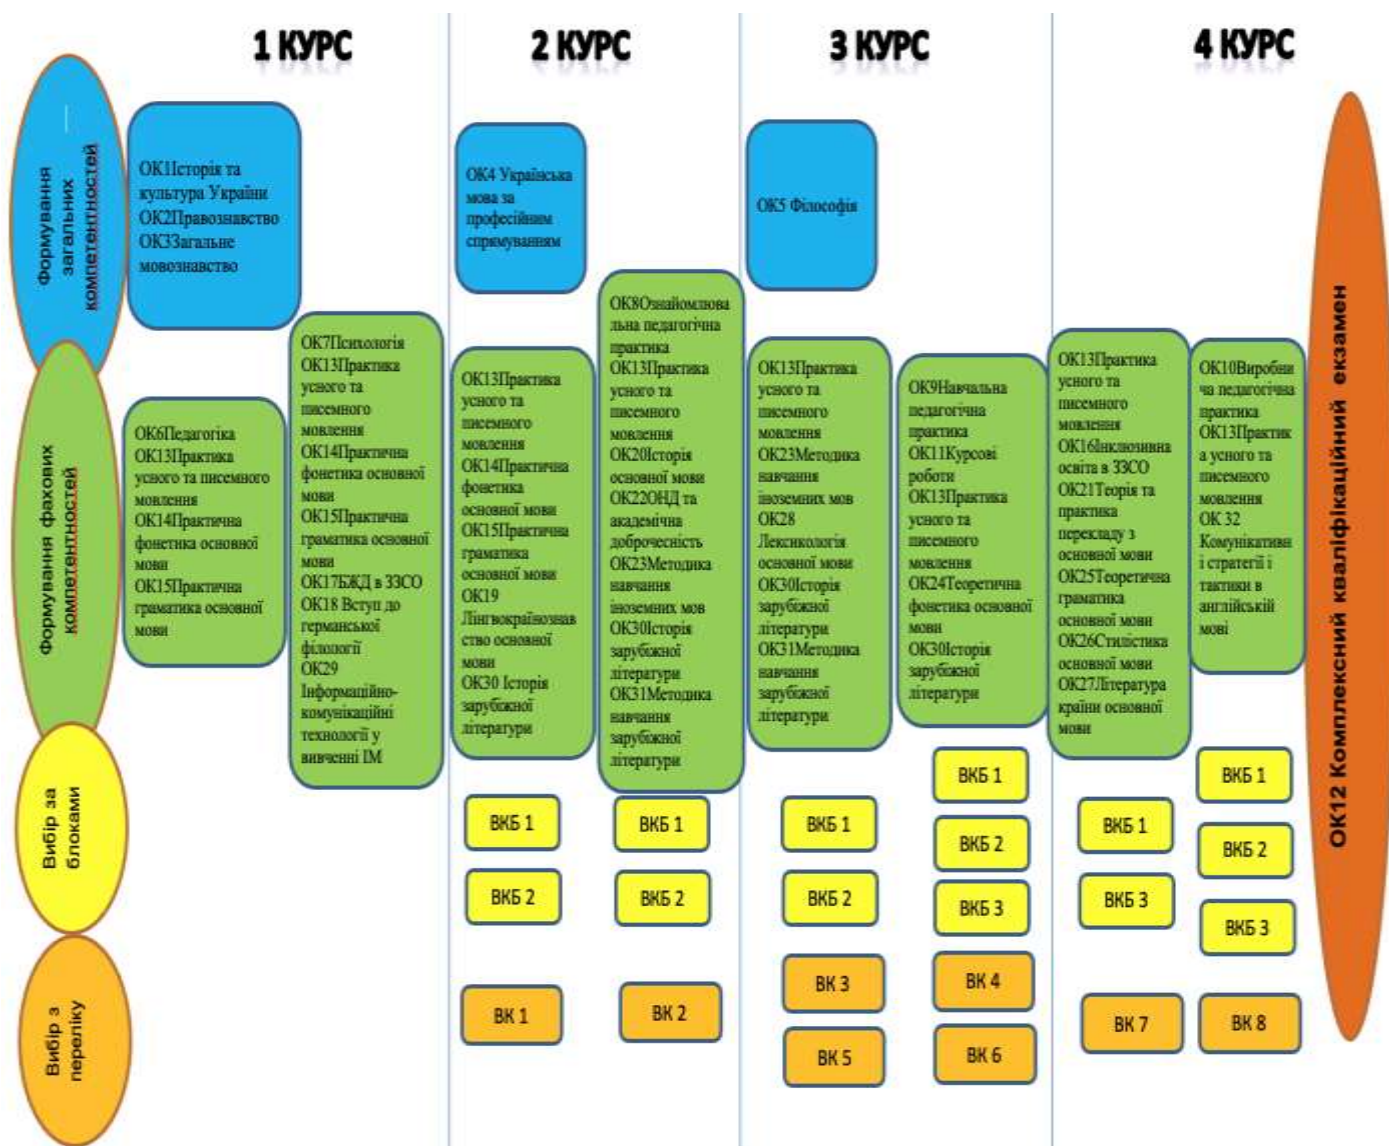 1 КУРС
2 КУРС
3 КУРС
4 КУРС
Формування
загальних
компетентностей
ОК1Історія та
культура України
ОК2Правознавство
ОК3Загальне
мовознавство
ОК4 Українська
мова за
професійним
спрямуванням
ОК5 Філософія
Формування фахових
компетентностей
ОК6Педагогіка
ОК13Практика
усного та писемного
мовлення
ОК14Практична
фонетика основної
мови
ОК15Практична
граматика основної
мови
ОК7Психологія
ОК13Практика
усного та
писемного
мовлення
ОК14Практична
фонетика основної
мови
ОК15Практична
граматика основної
мови
ОК17БЖД в ЗЗСО
ОК18 Вступ до
германської
філології
ОК29
Інформаційно-
комунікаційні
технології у
вивченні ІМ
ОК13Практика
усного та
писемного
мовлення
ОК14Практична
фонетика
основної мови
ОК15Практична
граматика
основної мови
ОК19
Лінгвокраїнознав
ство основної
мови
ОК30 Історія
зарубіжної
літератури
ОК8Ознайомлюва
льна педагогічна
практика
ОК13Практика
усного та
писемного
мовлення
ОК20Історія
основної мови
ОК22ОНД та
академічна
доброчесність
ОК23Методика
навчання
іноземних мов
ОК30Історія
зарубіжної
літератури
ОК31Методика
навчання
зарубіжної
літератури
ОК13Практика
усного та
писемного
мовлення
ОК23Методика
навчання
іноземних мов
ОК28
Лексикологія
основної мови
ОК30Історія
зарубіжної
літератури
ОК31Методика
навчання
зарубіжної
літератури
ОК9Навчальна
педагогічна
практика
ОК11Курсові
роботи
ОК13Практика
усного та
писемного
мовлення
ОК24Теоретична
фонетика основної
мови
ОК30Історія
зарубіжної
літератури
ОК13Практика
усного та
писемного
мовлення
ОК16Інклюзивна
освіта в ЗЗСО
ОК21Теорія та
практика
перекладу з
основної мови
ОК25Теоретична
граматика
основної мови
ОК26Стилістика
основної мови
ОК27Література
країни основної
мови
ОК10Виробни
ча педагогічна
практика
ОК13Практик
а усного та
писемного
мовлення
ОК 32
Комунікативн
і стратегії і
тактики в
англійській
мові
Вибір за
блоками
ВКБ 1
ВКБ 2
ВКБ 1
ВКБ 2
ВКБ 1
ВКБ 2
ВКБ 1
ВКБ 2
ВКБ 3
ВКБ 1
ВКБ 3
ВКБ 1
ВКБ 2
ВКБ 3
Вибір з
переліку
ВК 1
ВК 2
ВК 3
ВК 4
ВК 5
ВК 6
ВК 7
ВК 8
ОК12 Комплексний кваліфікаційний екзамен